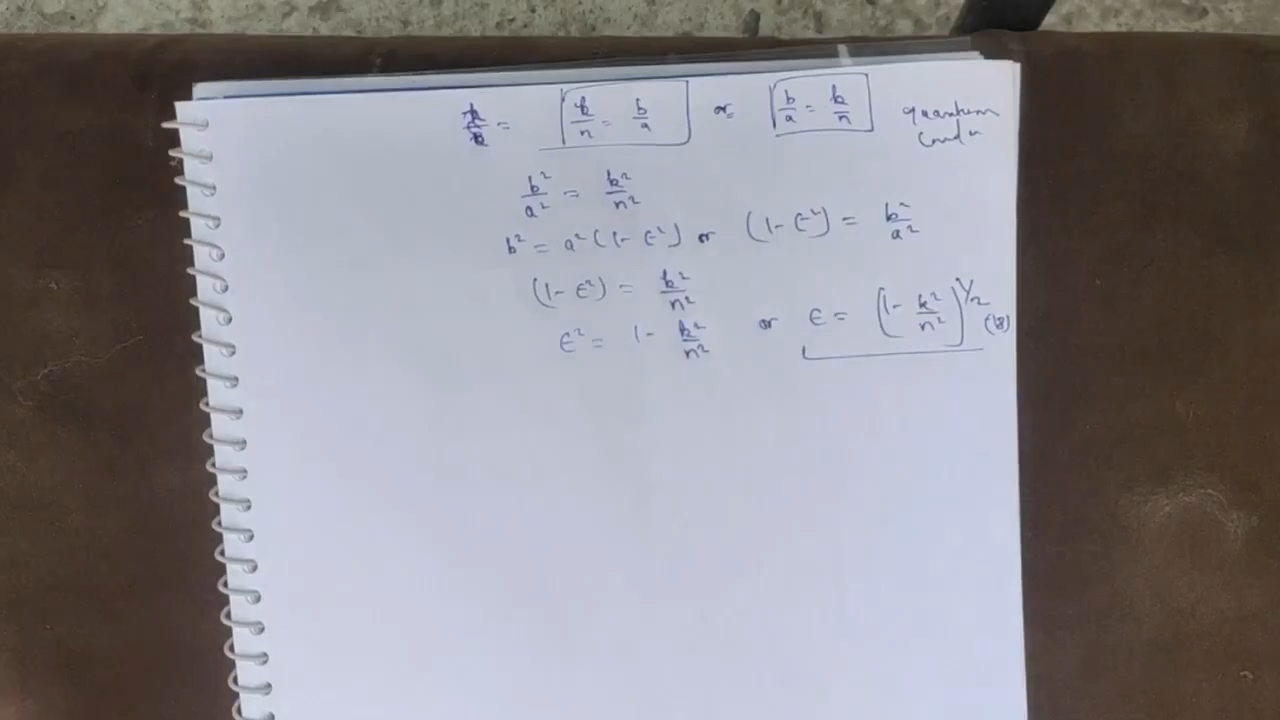 k/n = b/a or b/a = k/n quantum
b²/a² = k²/n²
b² = a²(1 - ε²) or (1 - ε²) = b²/a²
(1 - ε²) = k²/n²
ε² = 1 - k²/n² or ε = (1 - k²/n²)^1/2 (18)